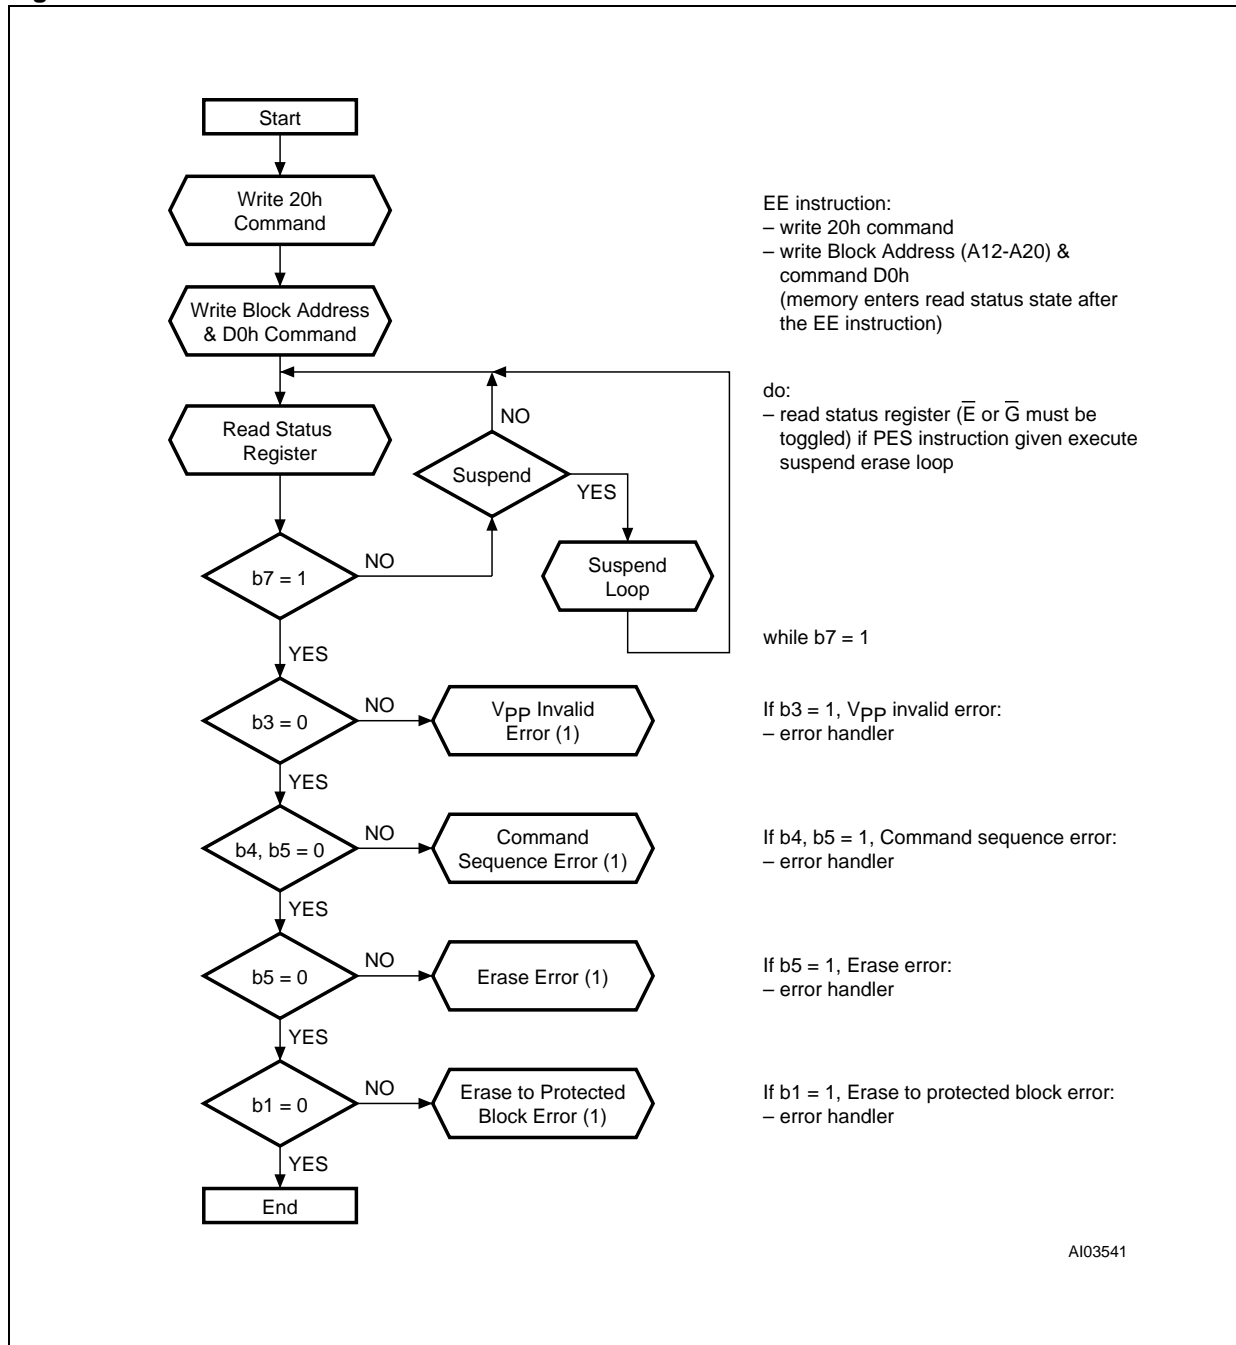 Start
Write 20h
Command
EE instruction:
– write 20h command
– write Block Address (A12-A20) &
command D0h
(memory enters read status state after
the EE instruction)
Write Block Address
& D0h Command
do:
– read status register (E̅ or G̅ must be
toggled) if PES instruction given execute
suspend erase loop
NO
Read Status
Register
Suspend
YES
NO
b7 = 1
Suspend
Loop
while b7 = 1
YES
NO
b3 = 0
VPP Invalid
Error (1)
If b3 = 1, VPP invalid error:
– error handler
YES
NO
b4, b5 = 0
Command
Sequence Error (1)
If b4, b5 = 1, Command sequence error:
– error handler
YES
NO
b5 = 0
Erase Error (1)
If b5 = 1, Erase error:
– error handler
YES
NO
b1 = 0
Erase to Protected
Block Error (1)
If b1 = 1, Erase to protected block error:
– error handler
YES
End
AI03541